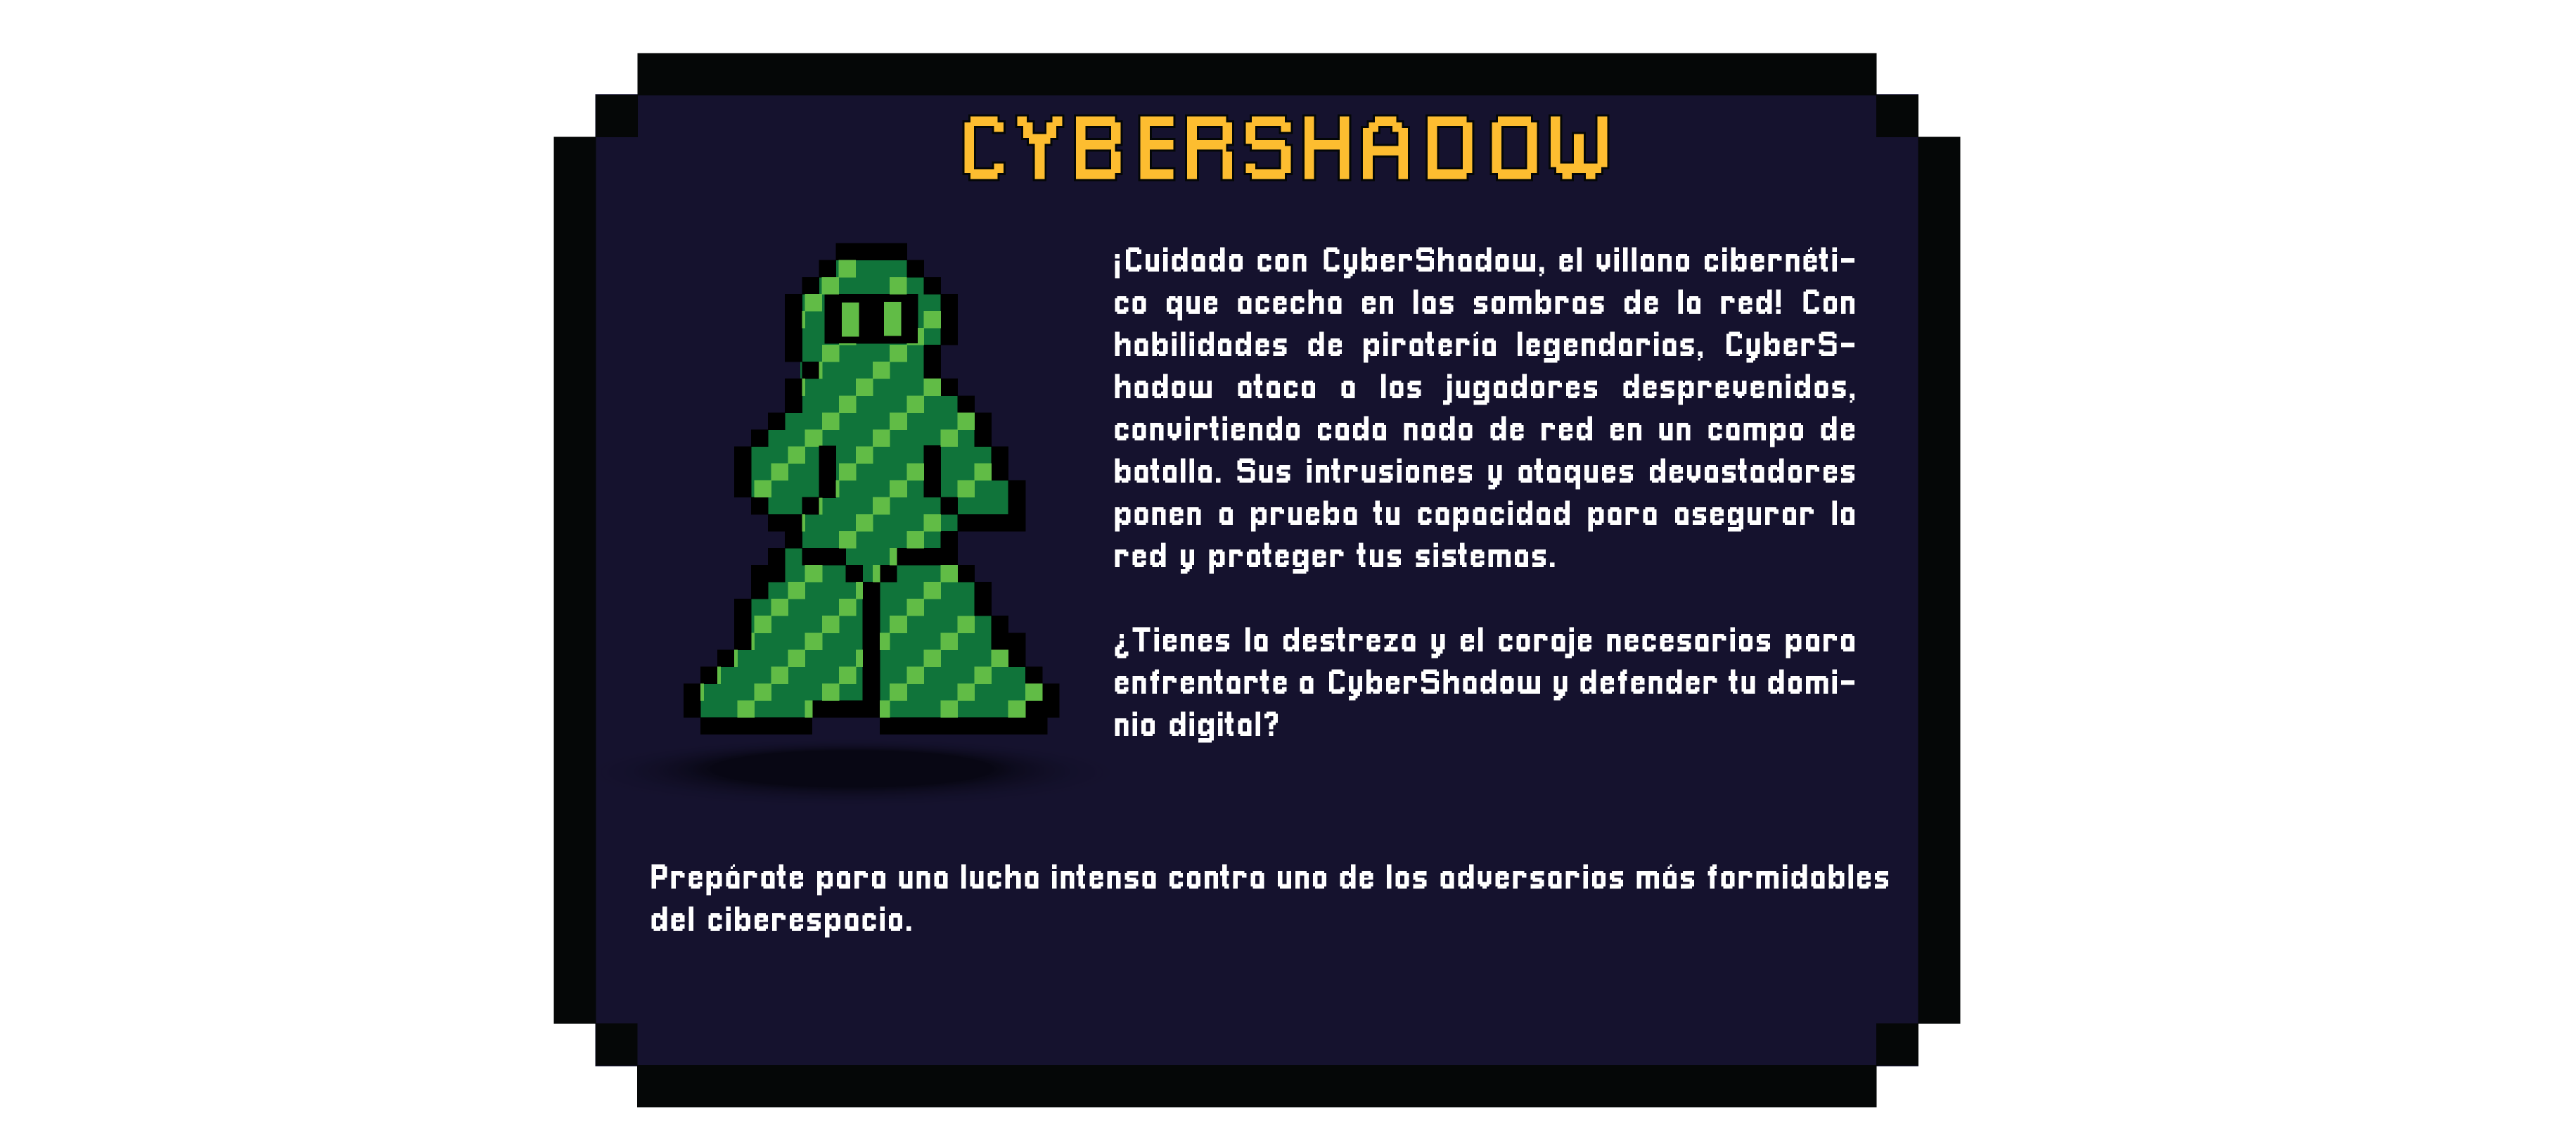 CYBERSHADOW
¡Cuidado con CyberShadow, el villano cibernéti-
co que acecha en las sombras de la red! Con
habilidades de piratería legendarias, CyberS-
hadow ataca a los jugadores desprevenidos,
convirtiendo cada nodo de red en un campo de
batalla. Sus intrusiones y ataques devastadores
ponen a prueba tu capacidad para asegurar la
red y proteger tus sistemas.
¿Tienes la destreza y el coraje necesarios para
enfrentarte a CyberShadow y defender tu domi-
nio digital?
Prepárate para una lucha intensa contra uno de los adversarios más formidables
del ciberespacio.